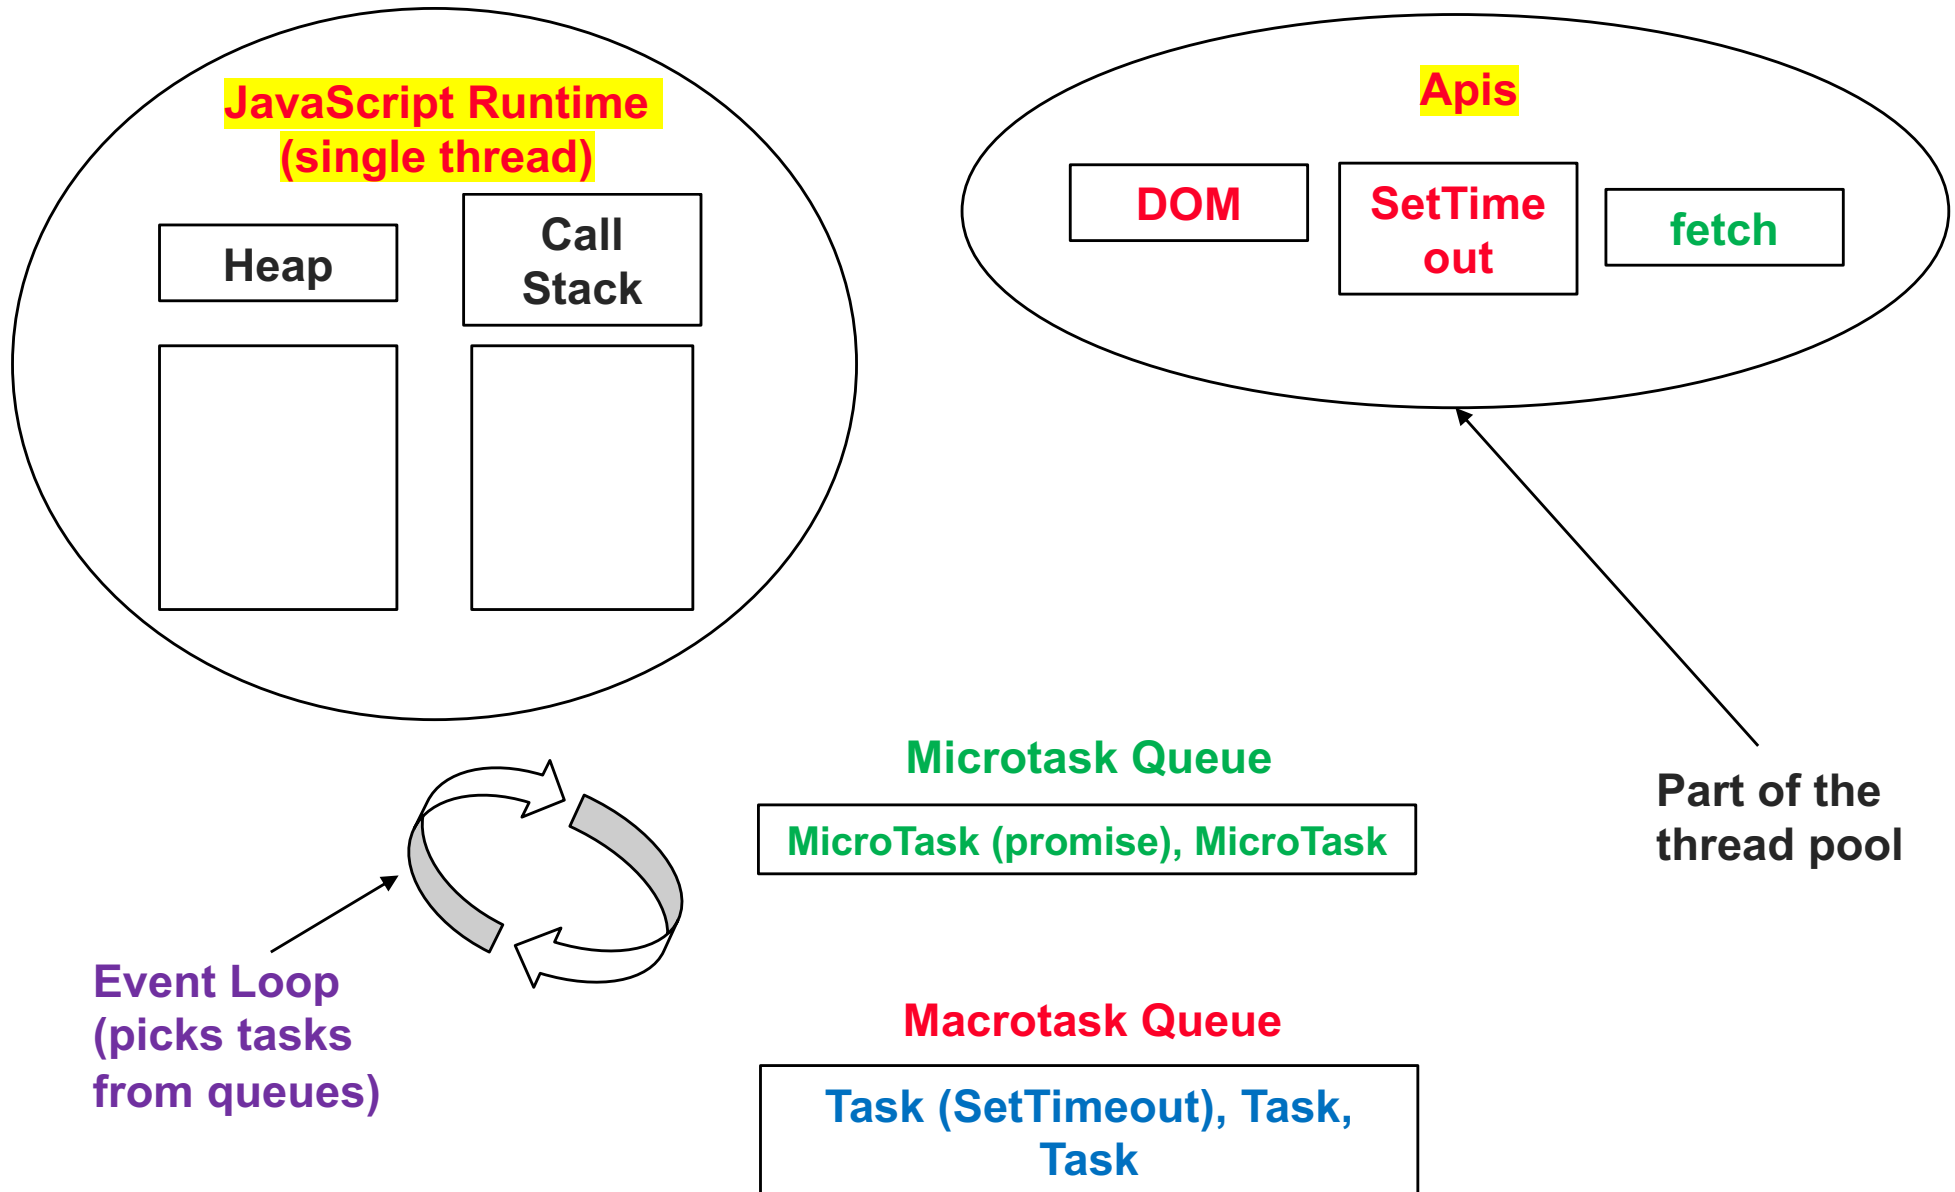 JavaScript Runtime
(single thread)
Heap
Call
Stack
Apis
DOM
SetTime
out
fetch
Microtask Queue
MicroTask (promise), MicroTask
Part of the
thread pool
Event Loop
(picks tasks
from queues)
Macrotask Queue
Task (SetTimeout), Task,
Task